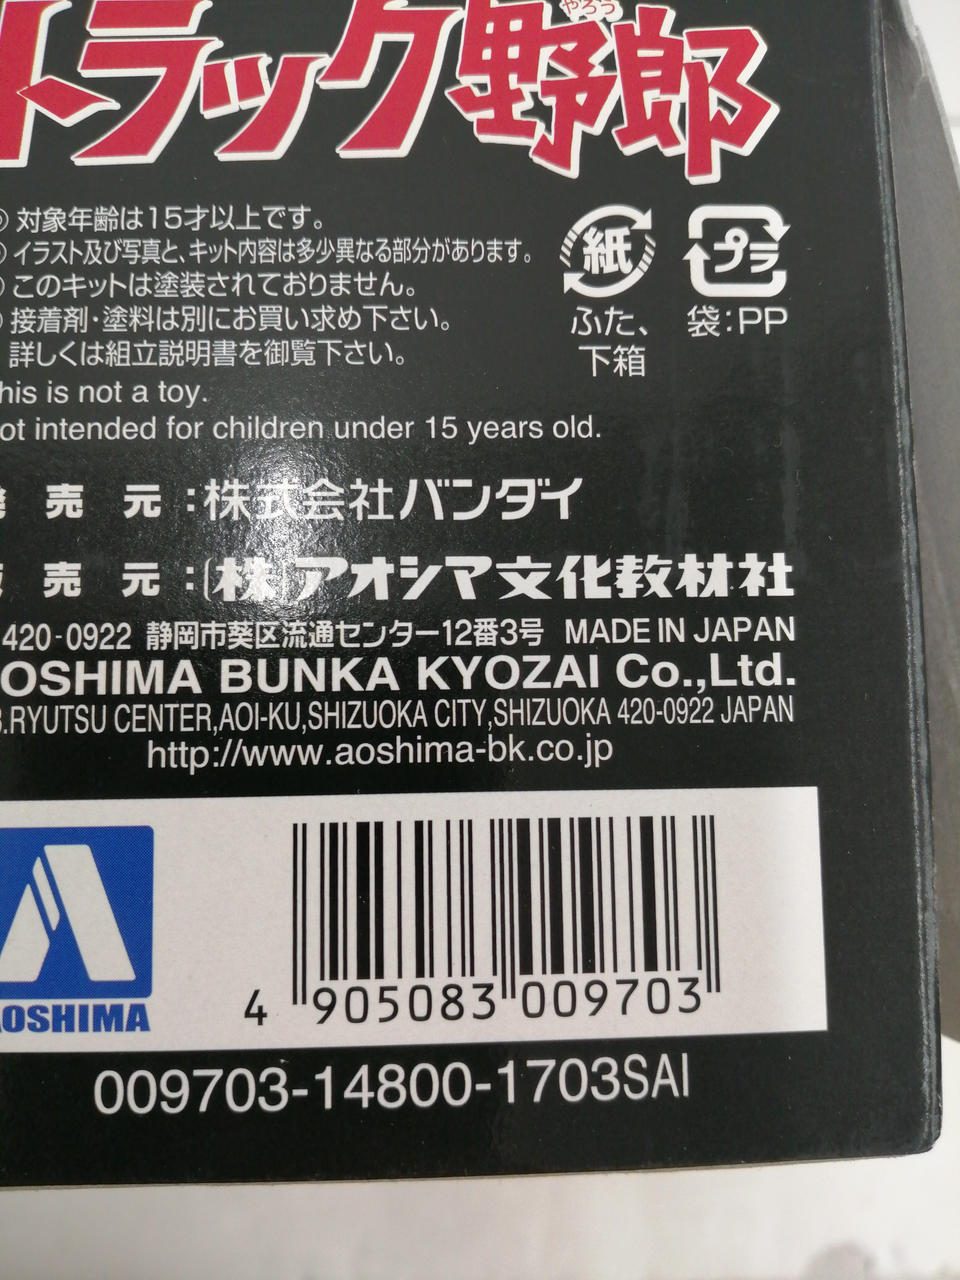 トラック野郎
やろう
対象年齢は15才以上です。
イラスト及び写真と、キット内容は多少異なる部分があります。
このキットは塗装されておりません。
接着剤・塗料は別にお買い求め下さい。
詳しくは組立説明書を御覧下さい。
紙
ふた、
下箱
プラ
袋:PP
his is not a toy.
ot intended for children under 15 years old.
売 元:株式会社バンダイ
売 元:(株)アオシマ文化教材社
420-0922 静岡市葵区流通センター12番3号 MADE IN JAPAN
OSHIMA BUNKA KYOZAI Co.,Ltd.
3.RYUTSU CENTER,AOI-KU,SHIZUOKA CITY,SHIZUOKA 420-0922 JAPAN
http://www.aoshima-bk.co.jp
AOSHIMA
4 905083 009703
009703-14800-1703SAI